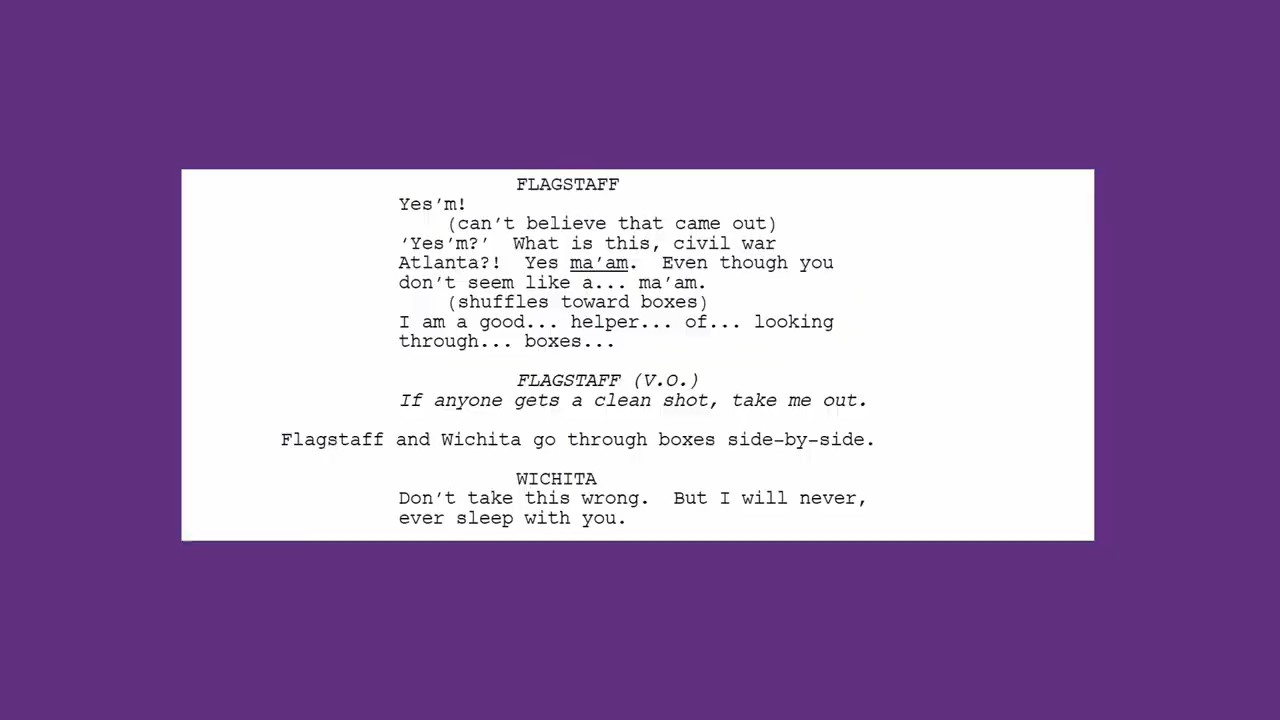 FLAGSTAFF
Yes’m!
(can’t believe that came out)
‘Yes’m?’  What is this, civil war
Atlanta?!  Yes ma’am.  Even though you
don’t seem like a... ma’am.
(shuffles toward boxes)
I am a good... helper... of... looking
through... boxes...
FLAGSTAFF (V.O.)
If anyone gets a clean shot, take me out.
Flagstaff and Wichita go through boxes side-by-side.
WICHITA
Don’t take this wrong.  But I will never,
ever sleep with you.